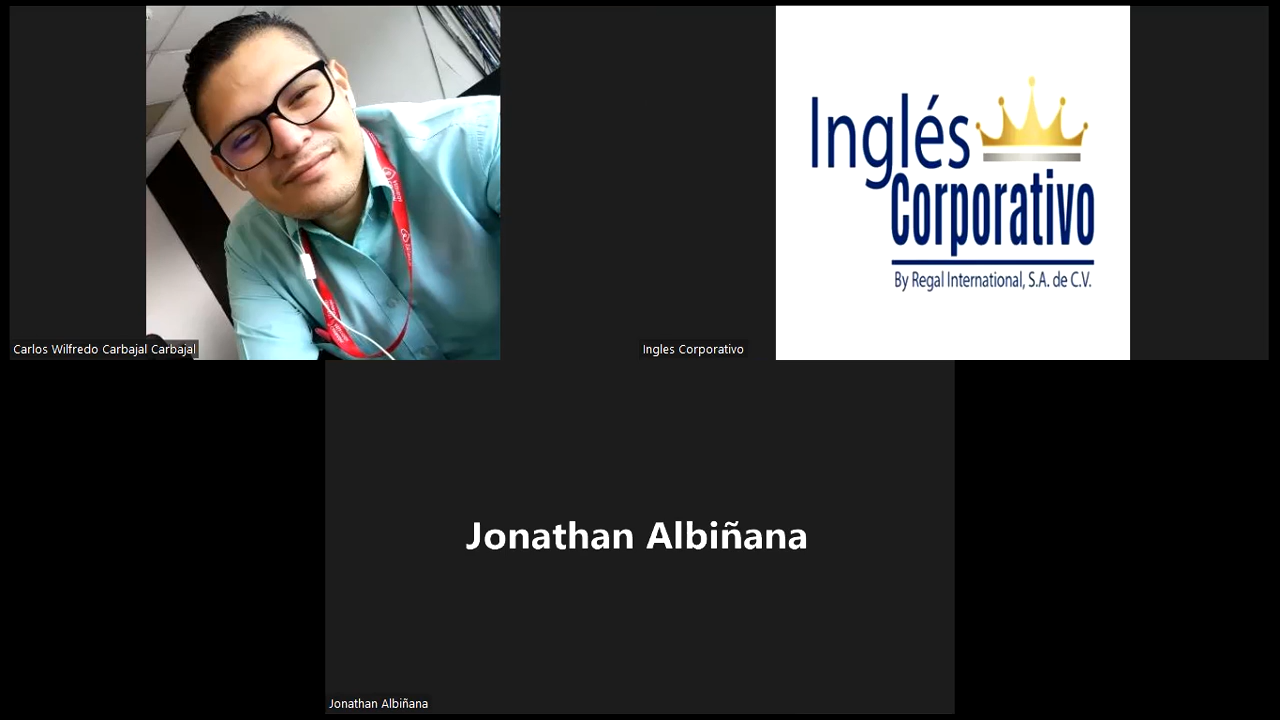 Inglés
Corporativo
By Regal International, S.A. de C.V.
Carlos Wilfredo Carbajal Carbajal
Ingles Corporativo
Jonathan Albiñana
Jonathan Albiñana